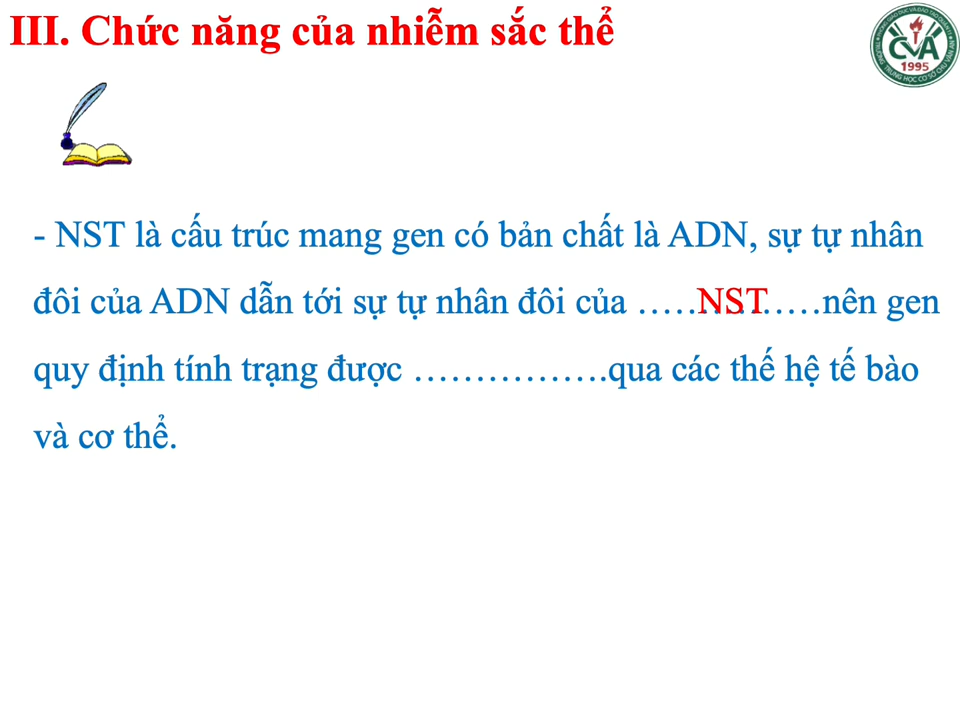 III. Chức năng của nhiễm sắc thể
CVA
1995
- NST là cấu trúc mang gen có bản chất là ADN, sự tự nhân
đôi của ADN dẫn tới sự tự nhân đôi của ……NST………nên gen
quy định tính trạng được …………….qua các thế hệ tế bào
và cơ thể.